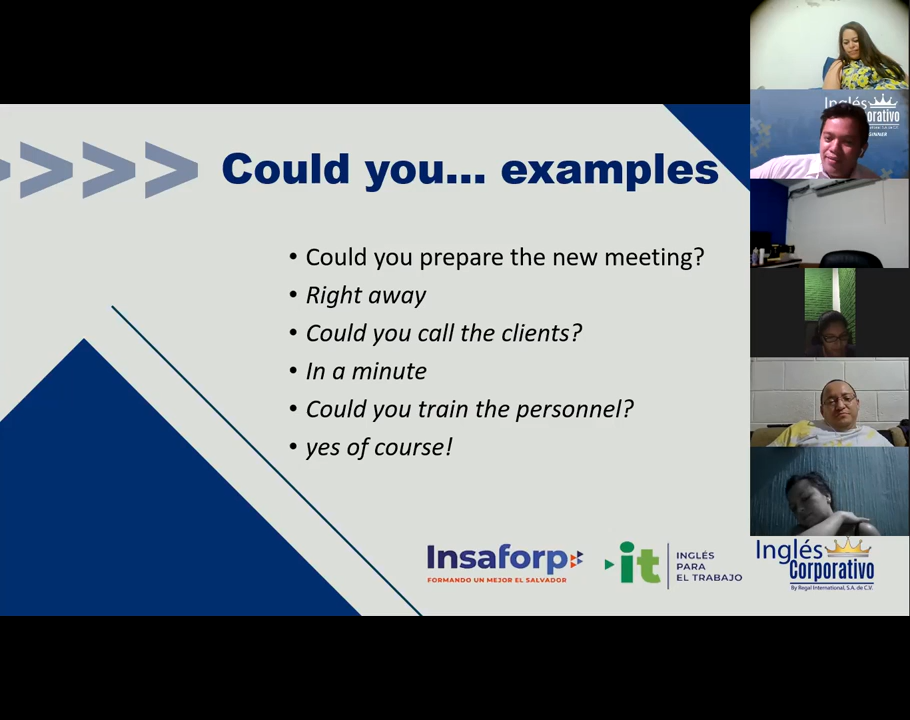 Could you... examples
• Could you prepare the new meeting?
• Right away
• Could you call the clients?
• In a minute
• Could you train the personnel?
• yes of course!
Insaforp
FORMANDO UN MEJOR EL SALVADOR
it
INGLÉS
PARA
EL TRABAJO
Inglés
Corporativo
By Regal International, S.A. de C.V.
Inglés